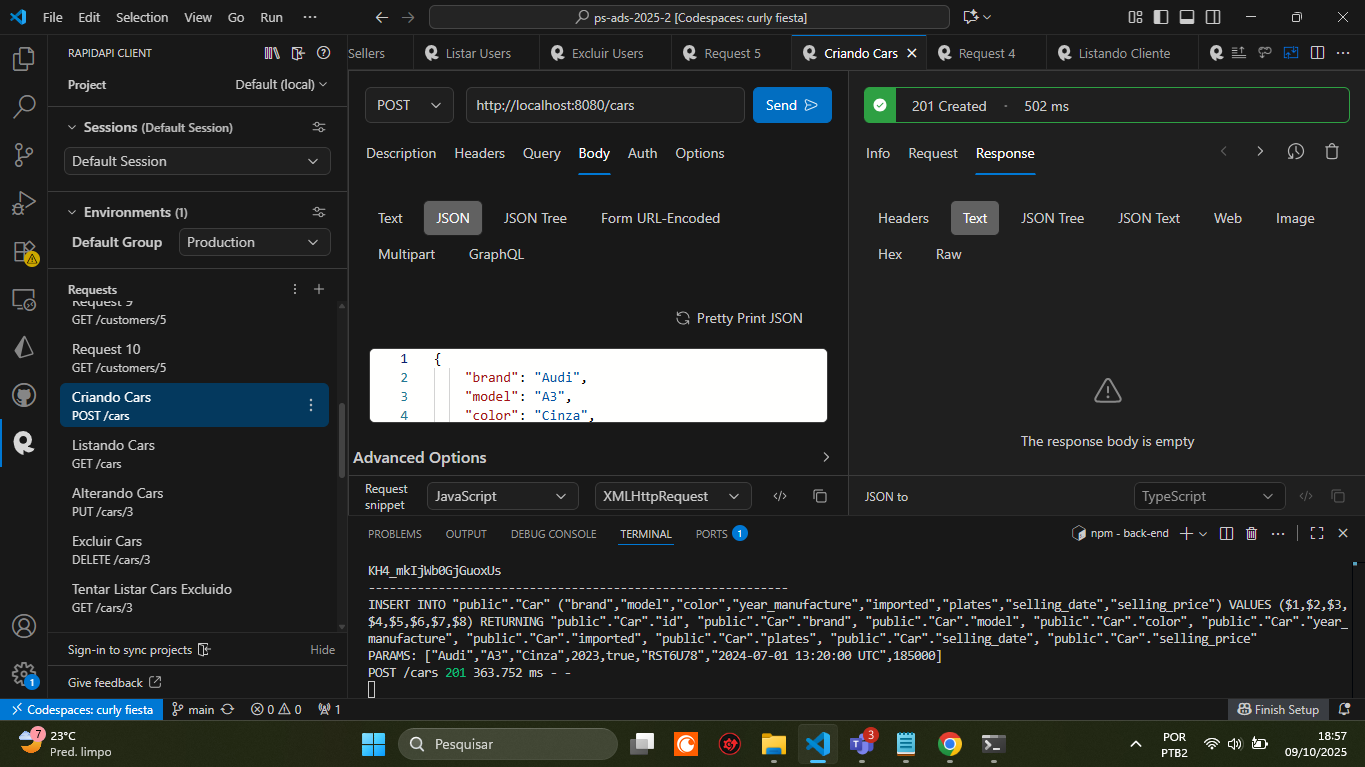 File Edit Selection View Go Run ··· ps-ads-2025-2 [Codespaces: curly fiesta]
RAPIDAPI CLIENT
Project Default (local)
Sessions (Default Session)
Default Session
Environments (1)
Default Group Production
Requests
Request 9
GET /customers/5
Request 10
GET /customers/5
Criando Cars
POST /cars
Listando Cars
GET /cars
Alterando Cars
PUT /cars/3
Excluir Cars
DELETE /cars/3
Tentar Listar Cars Excluido
GET /cars/3
Sign-in to sync projects Hide
Give feedback
Sellers Listar Users Excluir Users Request 5 Criando Cars Request 4 Listando Cliente
POST http://localhost:8080/cars Send
Description Headers Query Body Auth Options
Text JSON JSON Tree Form URL-Encoded
Multipart GraphQL
Pretty Print JSON
1 {
2 "brand": "Audi",
3 "model": "A3",
4 "color": "Cinza",
Advanced Options
Request snippet JavaScript XMLHttpRequest
201 Created · 502 ms
Info Request Response
Headers Text JSON Tree JSON Text Web Image
Hex Raw
The response body is empty
JSON to TypeScript
PROBLEMS OUTPUT DEBUG CONSOLE TERMINAL PORTS 1 npm - back-end
KH4_mkIjWb0GjGuoxUs
------------------------------------------------------
INSERT INTO "public"."Car" ("brand","model","color","year_manufacture","imported","plates","selling_date","selling_price") VALUES ($1,$2,$3,
$4,$5,$6,$7,$8) RETURNING "public"."Car"."id", "public"."Car"."brand", "public"."Car"."model", "public"."Car"."color", "public"."Car"."year_
manufacture", "public"."Car"."imported", "public"."Car"."plates", "public"."Car"."selling_date", "public"."Car"."selling_price"
PARAMS: ["Audi","A3","Cinza",2023,true,"RST6U78","2024-07-01 13:20:00 UTC",185000]
POST /cars 201 363.752 ms - -
1
Codespaces: curly fiesta main 0 0 1 Finish Setup
7
23°C
Pred. limpo
Pesquisar
3
POR
PTB2
18:57
09/10/2025